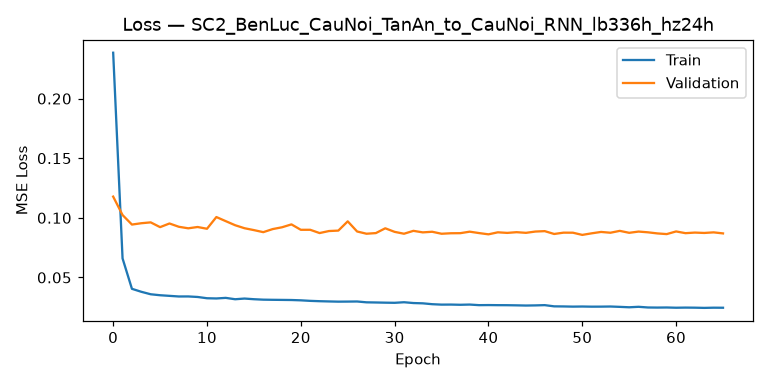 Loss — SC2_BenLuc_CauNoi_TanAn_to_CauNoi_RNN_lb336h_hz24h
Train
Validation
0.20
0.15
0.10
0.05
MSE Loss
0 10 20 30 40 50 60
Epoch